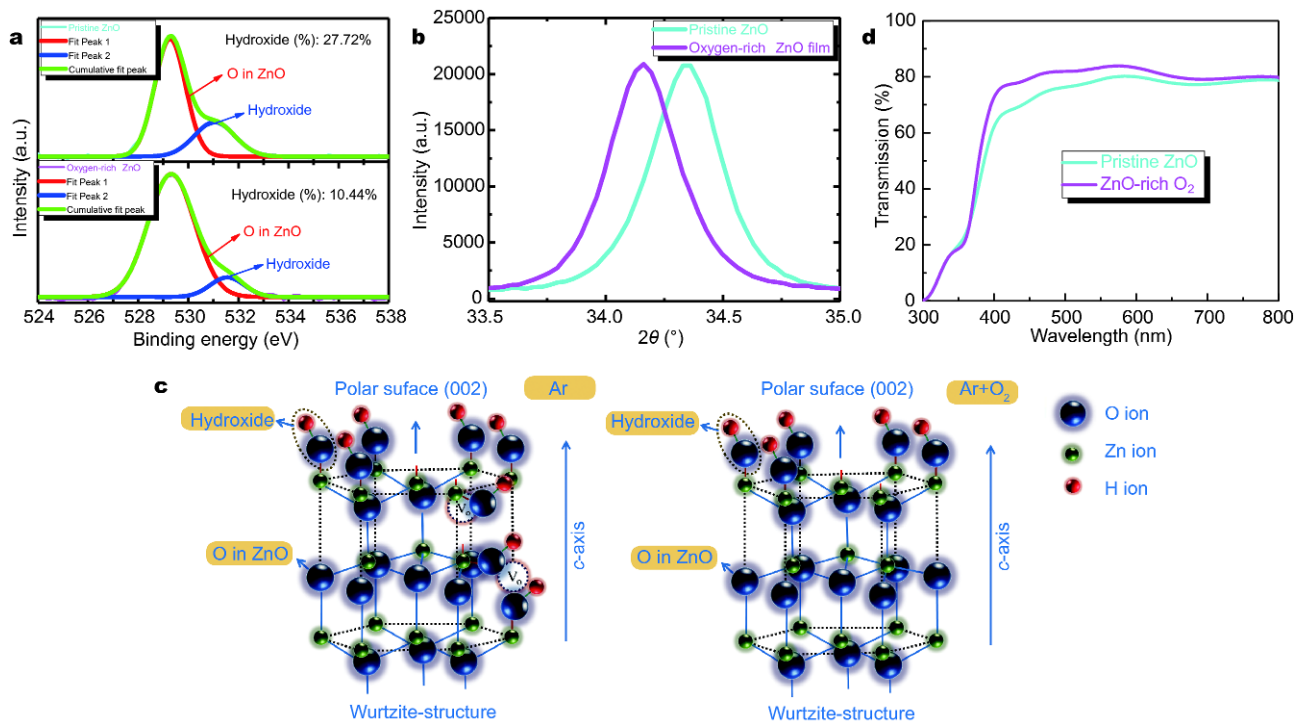 a
Pristine ZnO
Fit Peak 1
Fit Peak 2
Cumulative fit peak
Hydroxide (%): 27.72%
O in ZnO
Hydroxide
Oxygen-rich ZnO
Fit Peak 1
Fit Peak 2
Cumulative fit peak
Hydroxide (%): 10.44%
O in ZnO
Hydroxide
Intensity (a.u.)
524 526 528 530 532 534 536 538
Binding energy (eV)
b
Pristine ZnO
Oxygen-rich ZnO film
25000
20000
15000
10000
5000
0
Intensity (a.u.)
33.5 34.0 34.5 35.0
2θ (°)
d
100
80
60
40
20
0
Transmission (%)
Pristine ZnO
ZnO-rich O₂
300 400 500 600 700 800
Wavelength (nm)
c
Polar suface (002)
Ar
Hydroxide
O in ZnO
Vₒ
Vₒ
c-axis
Wurtzite-structure
Polar suface (002)
Ar+O₂
Hydroxide
O in ZnO
c-axis
Wurtzite-structure
O ion
Zn ion
H ion